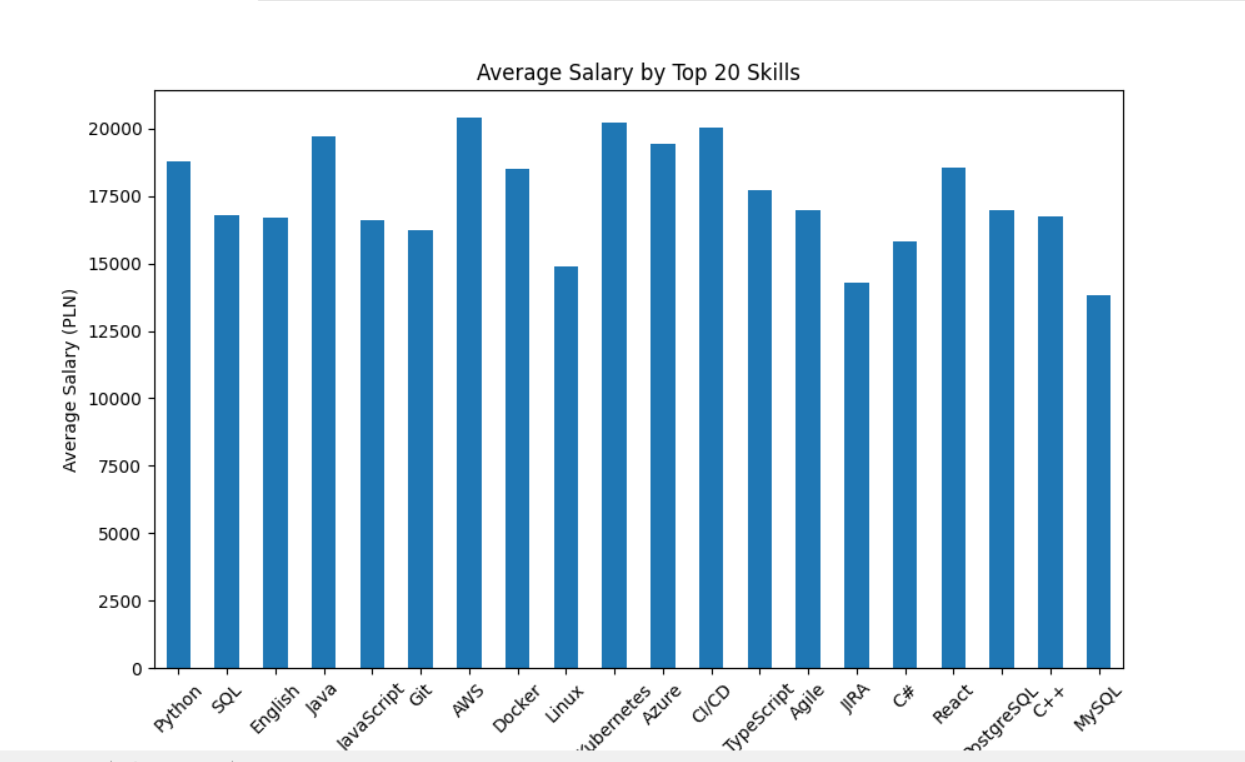 Average Salary by Top 20 Skills
20000
17500
15000
12500
10000
7500
5000
2500
0
Average Salary (PLN)
Python
SQL
English
Java
JavaScript
Git
AWS
Docker
Linux
Kubernetes
Azure
CI/CD
TypeScript
Agile
JIRA
C#
React
PostgreSQL
C++
MySQL